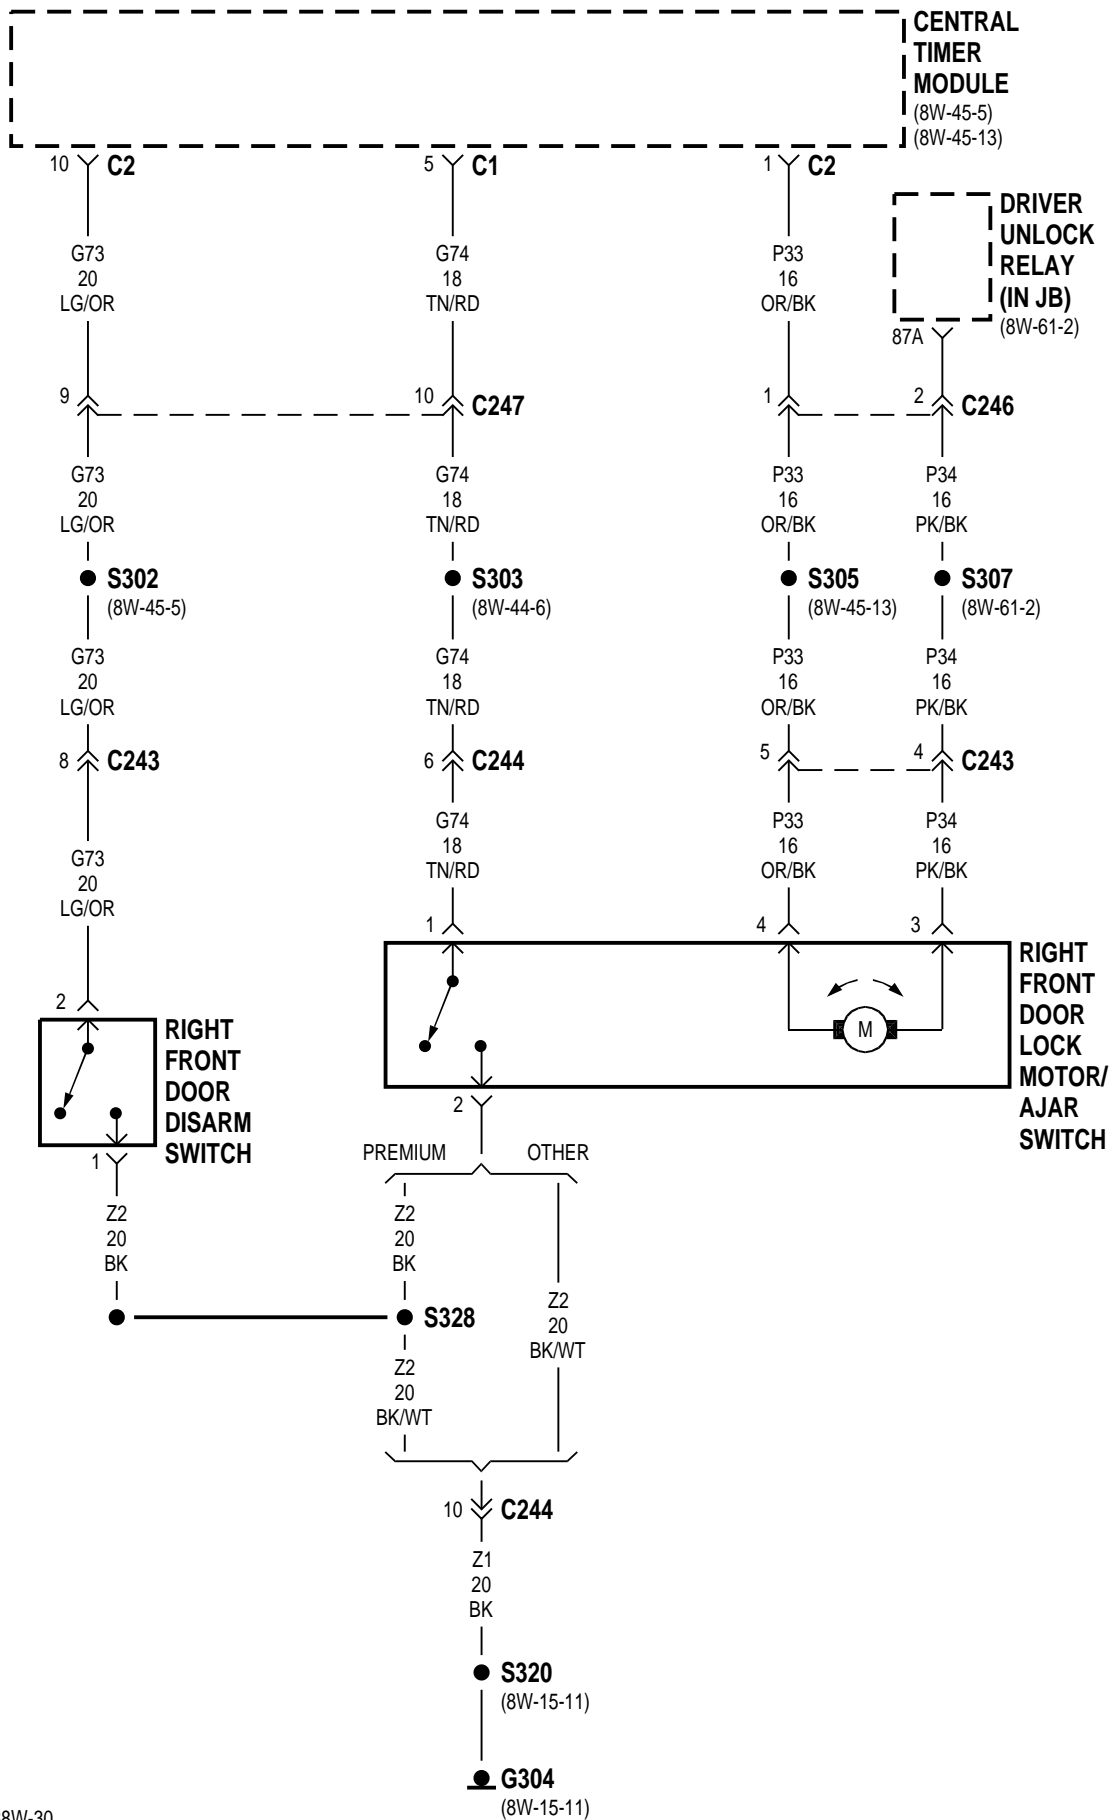 CENTRAL
TIMER
MODULE
(8W-45-5)
(8W-45-13)
10 C2
5 C1
1 C2
DRIVER
UNLOCK
RELAY
(IN JB)
(8W-61-2)
87A
G73
20
LG/OR
G74
18
TN/RD
P33
16
OR/BK
9
10 C247
1
2 C246
G73
20
LG/OR
G74
18
TN/RD
P33
16
OR/BK
P34
16
PK/BK
S302
(8W-45-5)
S303
(8W-44-6)
S305
(8W-45-13)
S307
(8W-61-2)
G73
20
LG/OR
G74
18
TN/RD
P33
16
OR/BK
P34
16
PK/BK
8 C243
6 C244
5
4 C243
G73
20
LG/OR
G74
18
TN/RD
P33
16
OR/BK
P34
16
PK/BK
1
4
3
2
M
RIGHT
FRONT
DOOR
LOCK
MOTOR/
AJAR
SWITCH
RIGHT
FRONT
DOOR
DISARM
SWITCH
2
1
PREMIUM
OTHER
Z2
20
BK
Z2
20
BK
Z2
20
BK/WT
S328
Z2
20
BK/WT
10 C244
Z1
20
BK
S320
(8W-15-11)
G304
(8W-15-11)